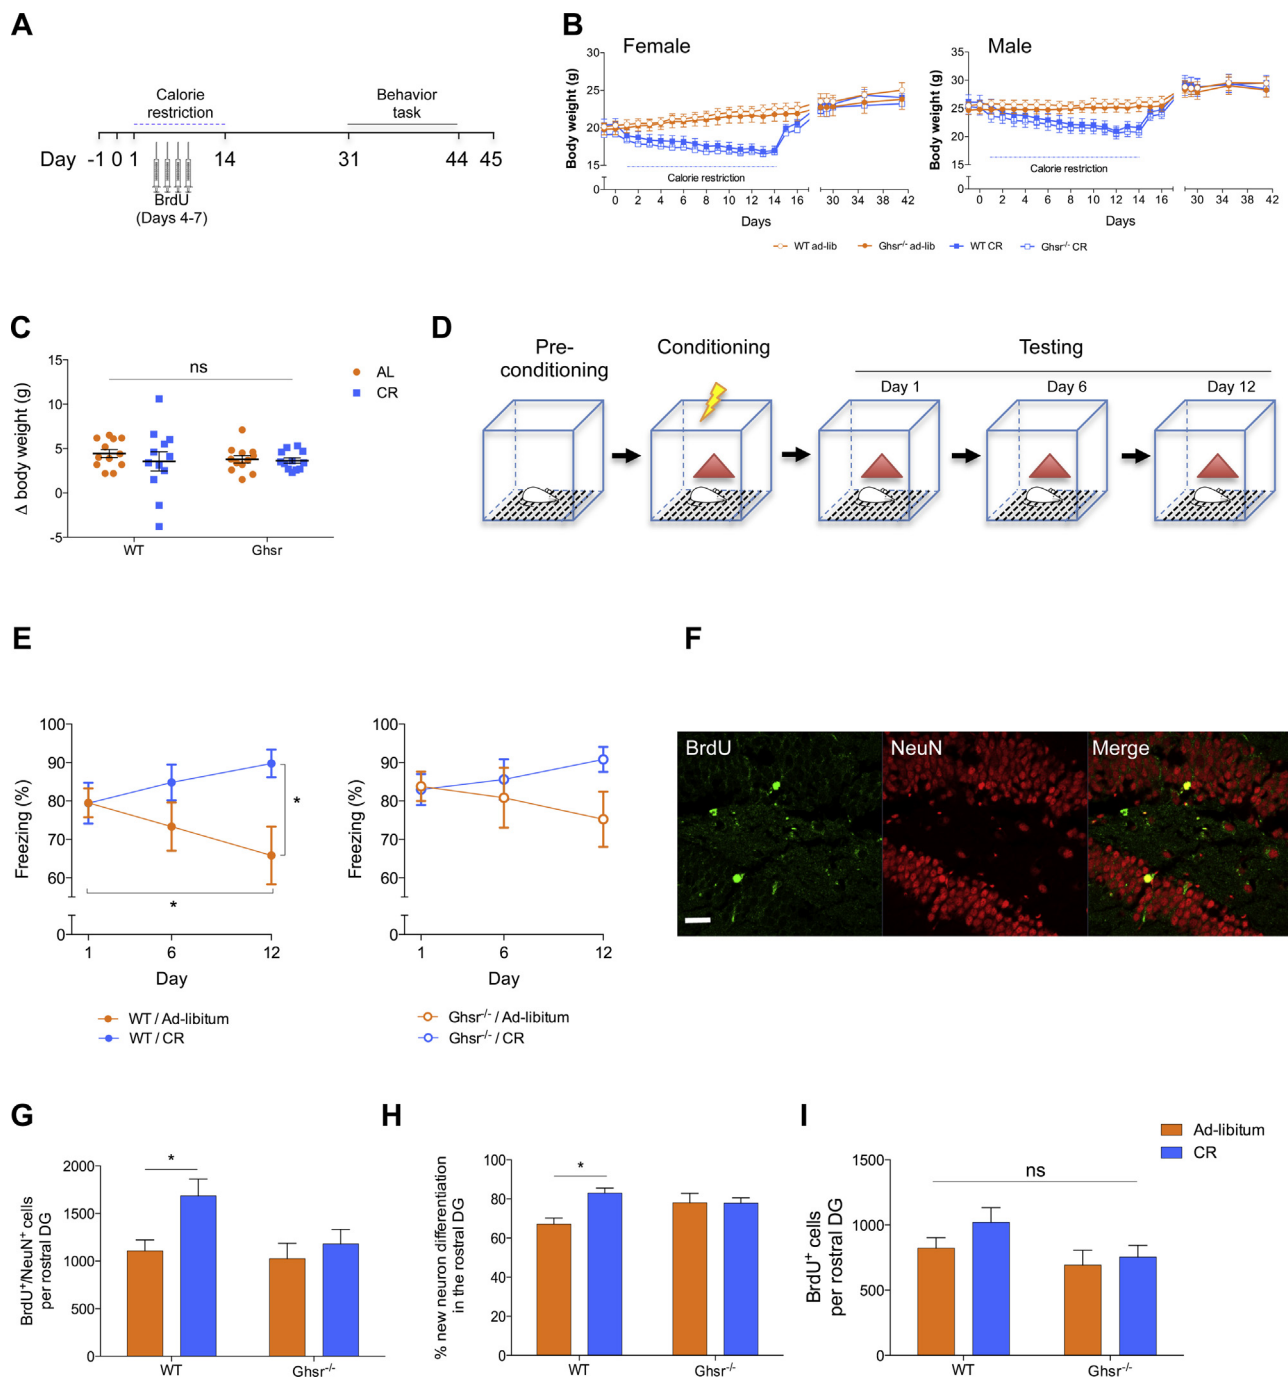 A
Calorie
restriction
Behavior
task
Day -1 0 1 14 31 44 45
BrdU
(Days 4-7)
B
Female
Body weight (g)
30
25
20
15
0
Calorie restriction
0 2 4 6 8 10 12 14 16 30 34 38 42
Days
Male
Body weight (g)
35
30
25
20
15
0
Calorie restriction
0 2 4 6 8 10 12 14 16 30 34 38 42
Days
WT ad-lib Ghsr-/- ad-lib WT CR Ghsr-/- CR
C
Δ body weight (g)
15
10
5
0
-5
ns
WT Ghsr
AL
CR
D
Pre-
conditioning
Conditioning
Testing
Day 1 Day 6 Day 12
E
Freezing (%)
100
90
80
70
60
0
*
*
1 6 12
Day
WT / Ad-libitum
WT / CR
Freezing (%)
100
90
80
70
60
0
1 6 12
Day
Ghsr-/- / Ad-libitum
Ghsr-/- / CR
F
BrdU NeuN Merge
G
BrdU+/NeuN+ cells
per rostral DG
2000
1500
1000
500
0
*
WT Ghsr-/-
H
% new neuron differentiation
in the rostral DG
100
80
60
40
20
0
*
WT Ghsr-/-
I
BrdU+ cells
per rostral DG
1500
1000
500
0
ns
WT Ghsr-/-
Ad-libitum
CR